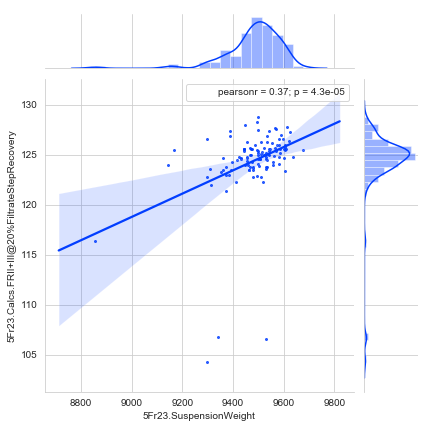 pearsonr = 0.37; p = 4.3e-05
5Fr23.Calcs.FRII+III@20%FiltrateStepRecovery
130
125
120
115
110
105
8800 9000 9200 9400 9600 9800
5Fr23.SuspensionWeight